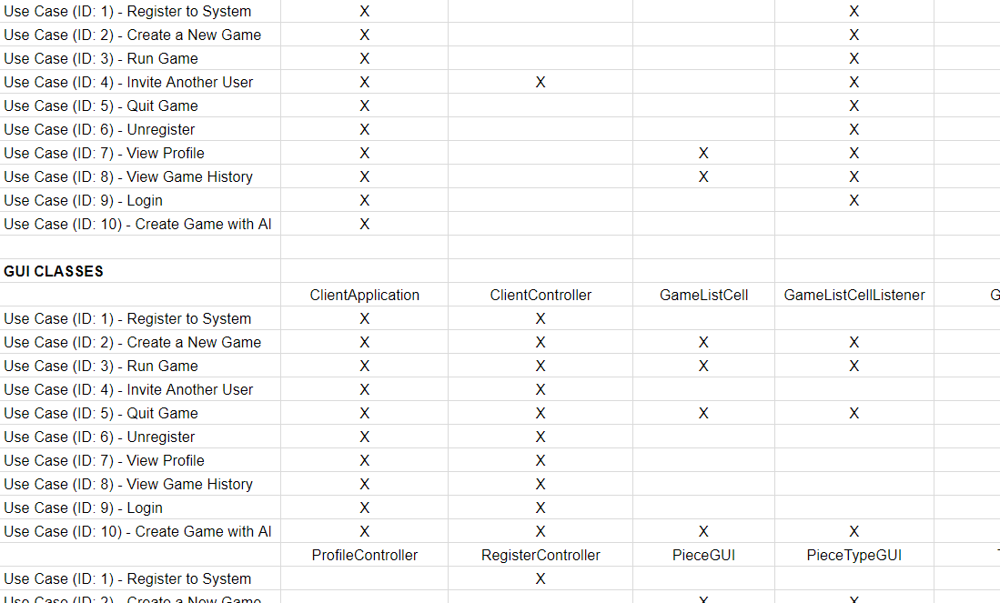 Use Case (ID: 1) - Register to System X X
Use Case (ID: 2) - Create a New Game X X
Use Case (ID: 3) - Run Game X X
Use Case (ID: 4) - Invite Another User X X X
Use Case (ID: 5) - Quit Game X X
Use Case (ID: 6) - Unregister X X
Use Case (ID: 7) - View Profile X X X
Use Case (ID: 8) - View Game History X X X
Use Case (ID: 9) - Login X X
Use Case (ID: 10) - Create Game with AI X
GUI CLASSES
ClientApplication ClientController GameListCell GameListCellListener G
Use Case (ID: 1) - Register to System X X
Use Case (ID: 2) - Create a New Game X X X X
Use Case (ID: 3) - Run Game X X X X
Use Case (ID: 4) - Invite Another User X X
Use Case (ID: 5) - Quit Game X X X X
Use Case (ID: 6) - Unregister X X
Use Case (ID: 7) - View Profile X X
Use Case (ID: 8) - View Game History X X
Use Case (ID: 9) - Login X X
Use Case (ID: 10) - Create Game with AI X X X X
ProfileController RegisterController PieceGUI PieceTypeGUI
Use Case (ID: 1) - Register to System X
Use Case (ID: 2) - Create a New Game X X